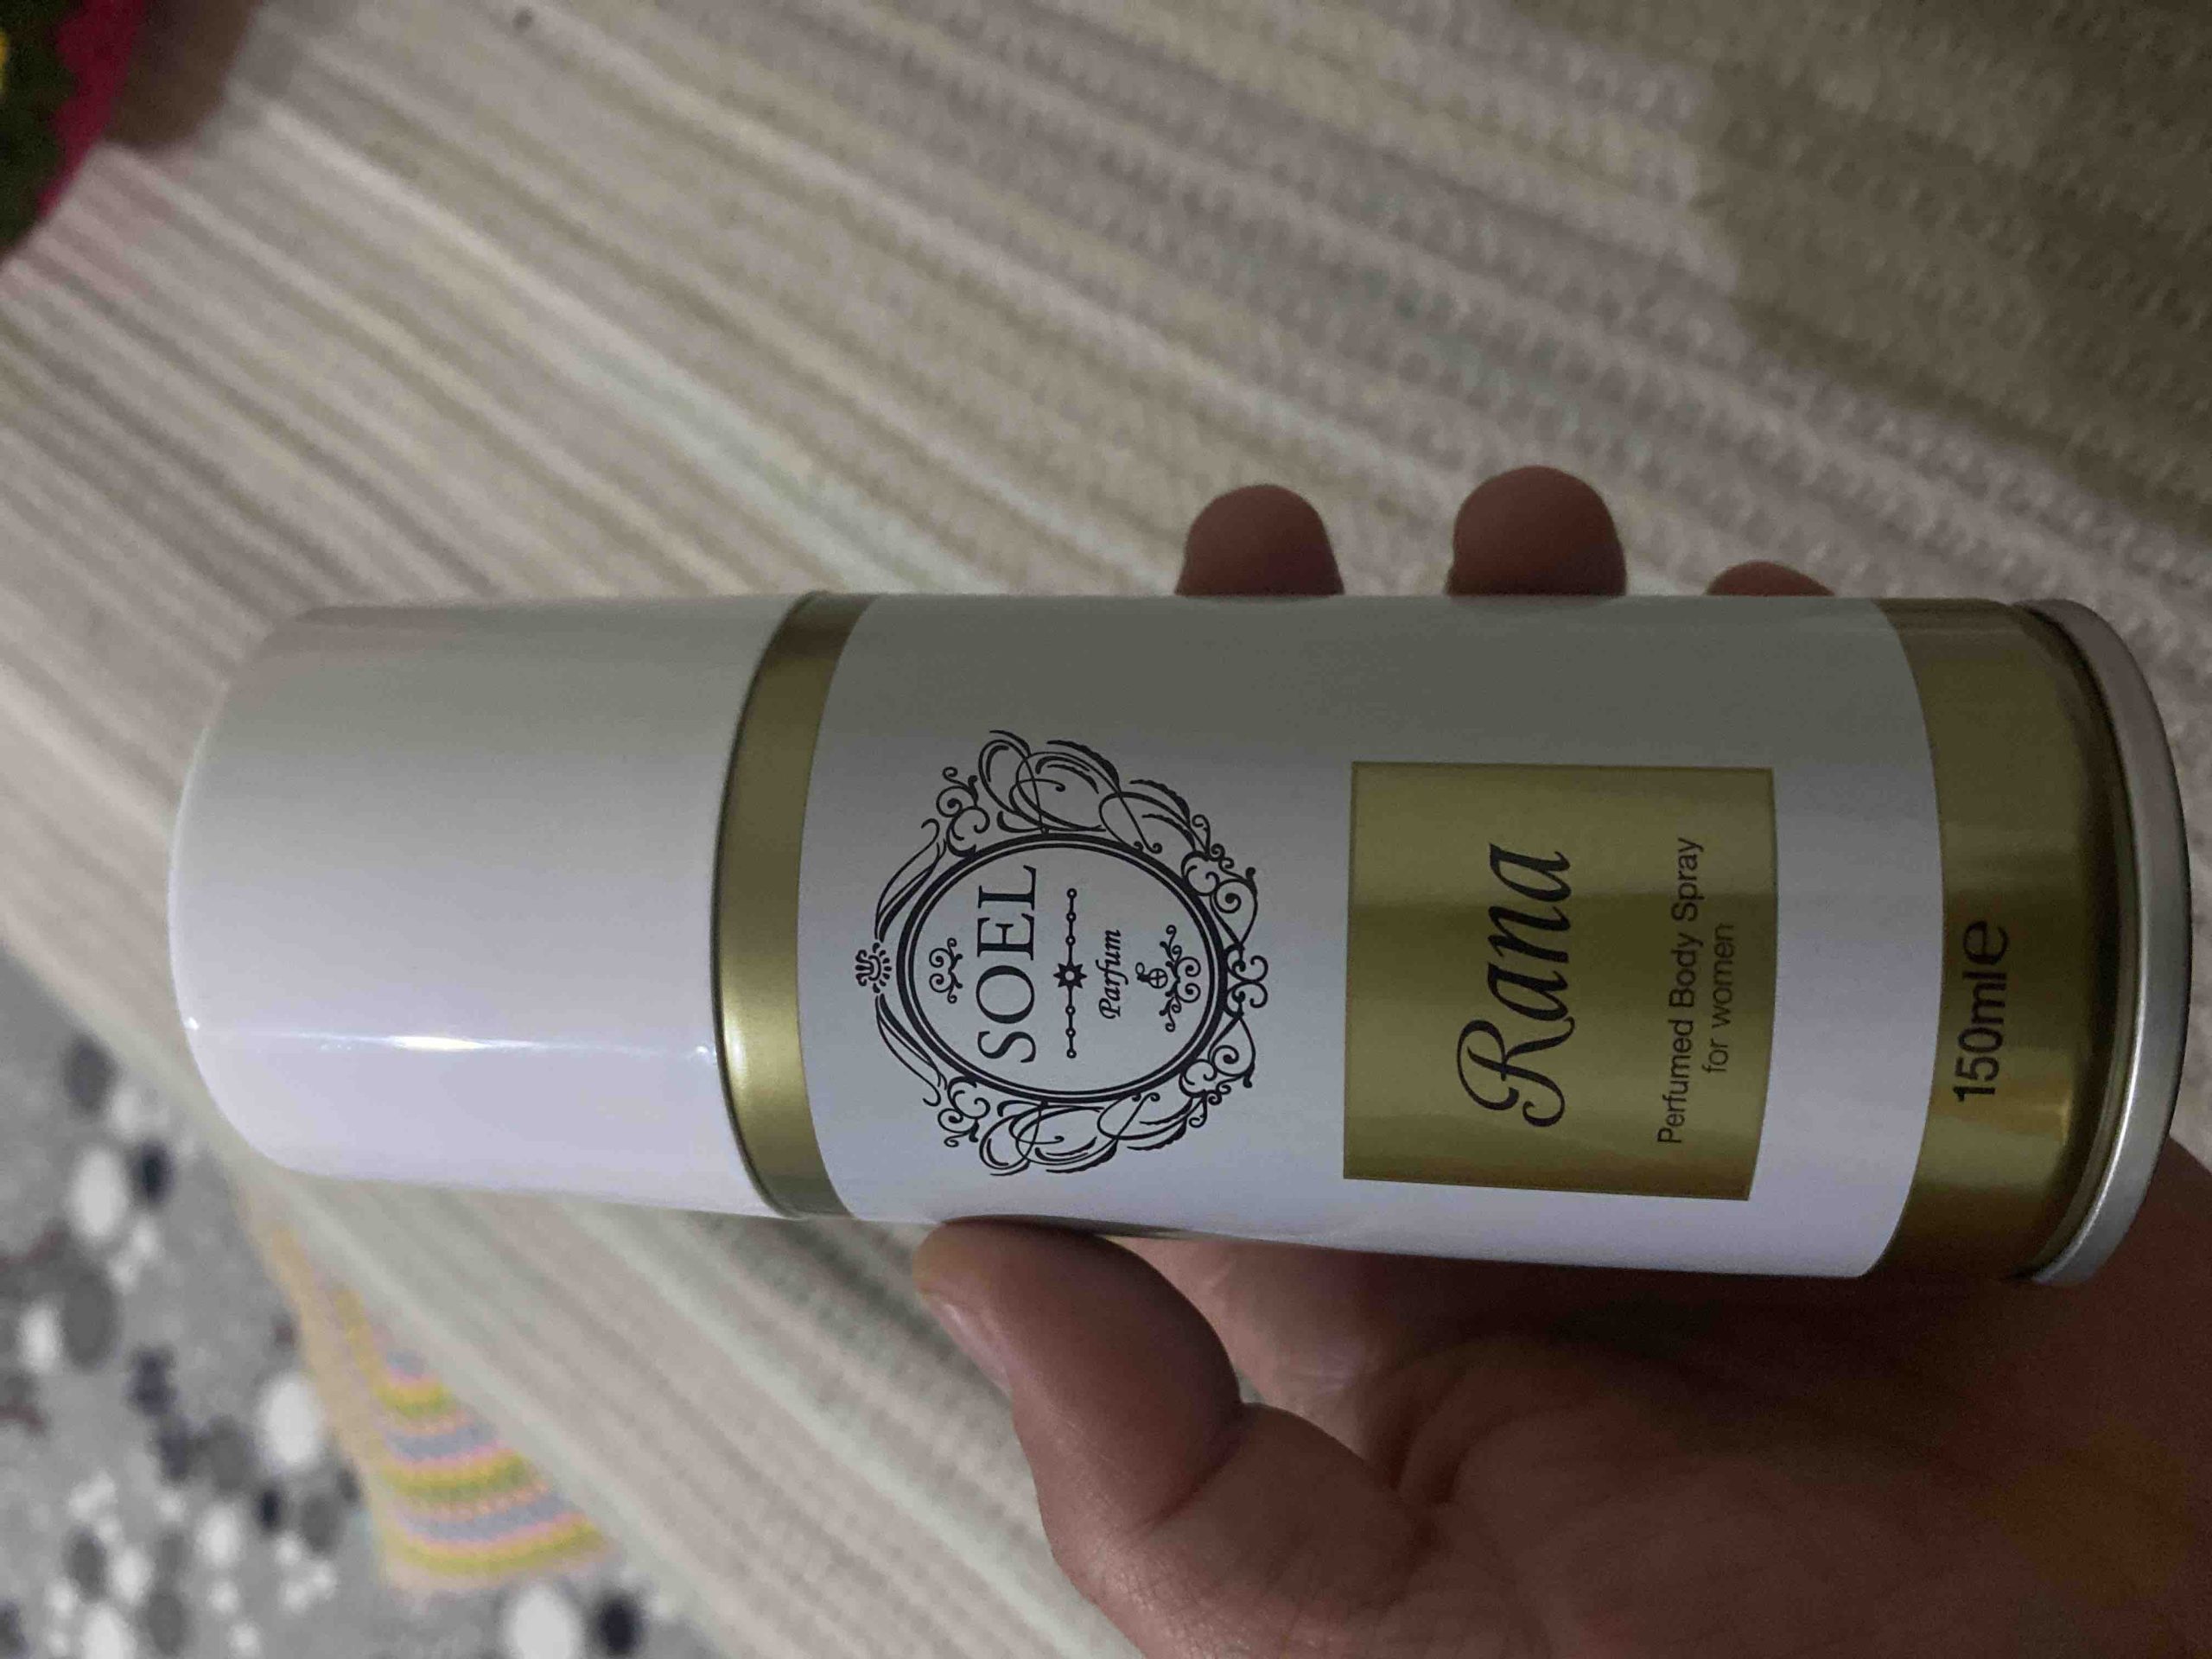 SOEL
Parfum
Rana
Perfumed Body Spray
for women
150ml e